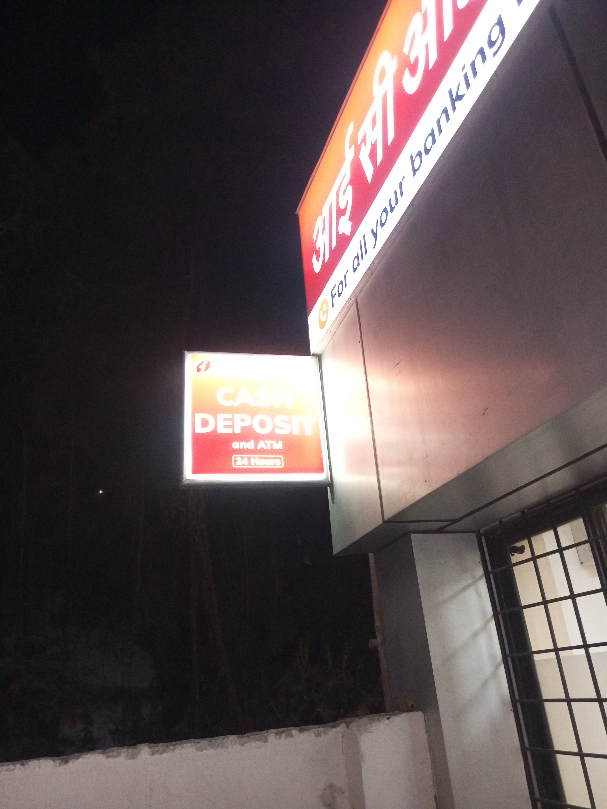 आई सी आ
For all your banking
CASH
DEPOSIT
and ATM
24 Hours